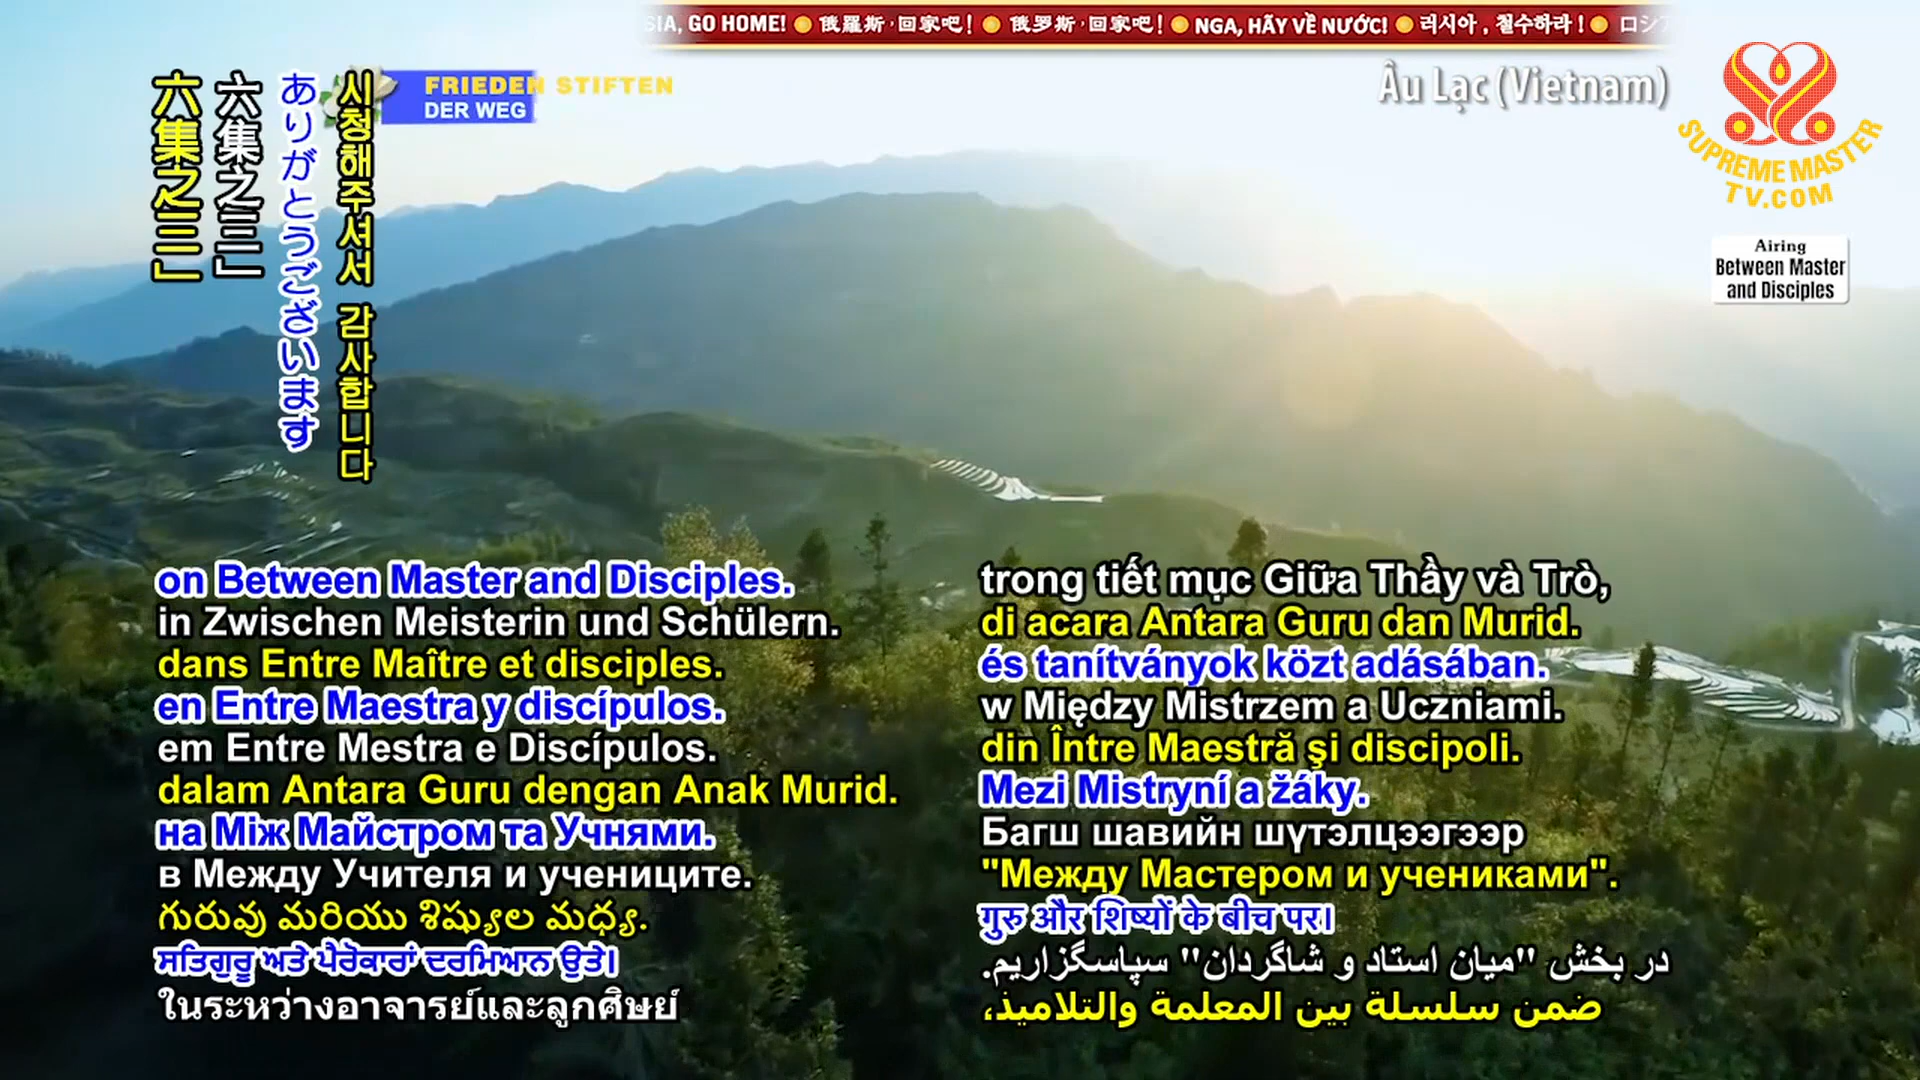 SIA, GO HOME! 俄羅斯，回家吧！ 俄罗斯，回家吧！ NGA, HÃY VỀ NƯỚC! 러시아, 철수하라! ロシア
Âu Lạc (Vietnam)
SUPREME MASTER
TV.COM
Airing
Between Master
and Disciples
FRIEDEN STIFTEN
DER WEG
시청해주셔서 감사합니다
ありがとうございます
六集之三」
六集之三」
on Between Master and Disciples.
in Zwischen Meisterin und Schülern.
dans Entre Maître et disciples.
en Entre Maestra y discípulos.
em Entre Mestra e Discípulos.
dalam Antara Guru dengan Anak Murid.
на Між Майстром та Учнями.
в Между Учителя и учениците.
గురువు మరియు శిష్యుల మధ్య.
ਸਤਿਗੁਰੂ ਅਤੇ ਪੈਰੋਕਾਰਾਂ ਦਰਮਿਆਨ ਉਤੇ।
ในระหว่างอาจารย์และลูกศิษย์
trong tiết mục Giữa Thầy và Trò,
di acara Antara Guru dan Murid.
és tanítványok közt adásában.
w Między Mistrzem a Uczniami.
din Între Maestră şi discipoli.
Mezi Mistryní a žáky.
Багш шавийн шүтэлцээгээр
"Между Мастером и учениками".
गुरु और शिष्यों के बीच पर।
در بخش "میان استاد و شاگردان" سپاسگزاریم.
ضمن سلسلة بين المعلمة والتلاميذ،